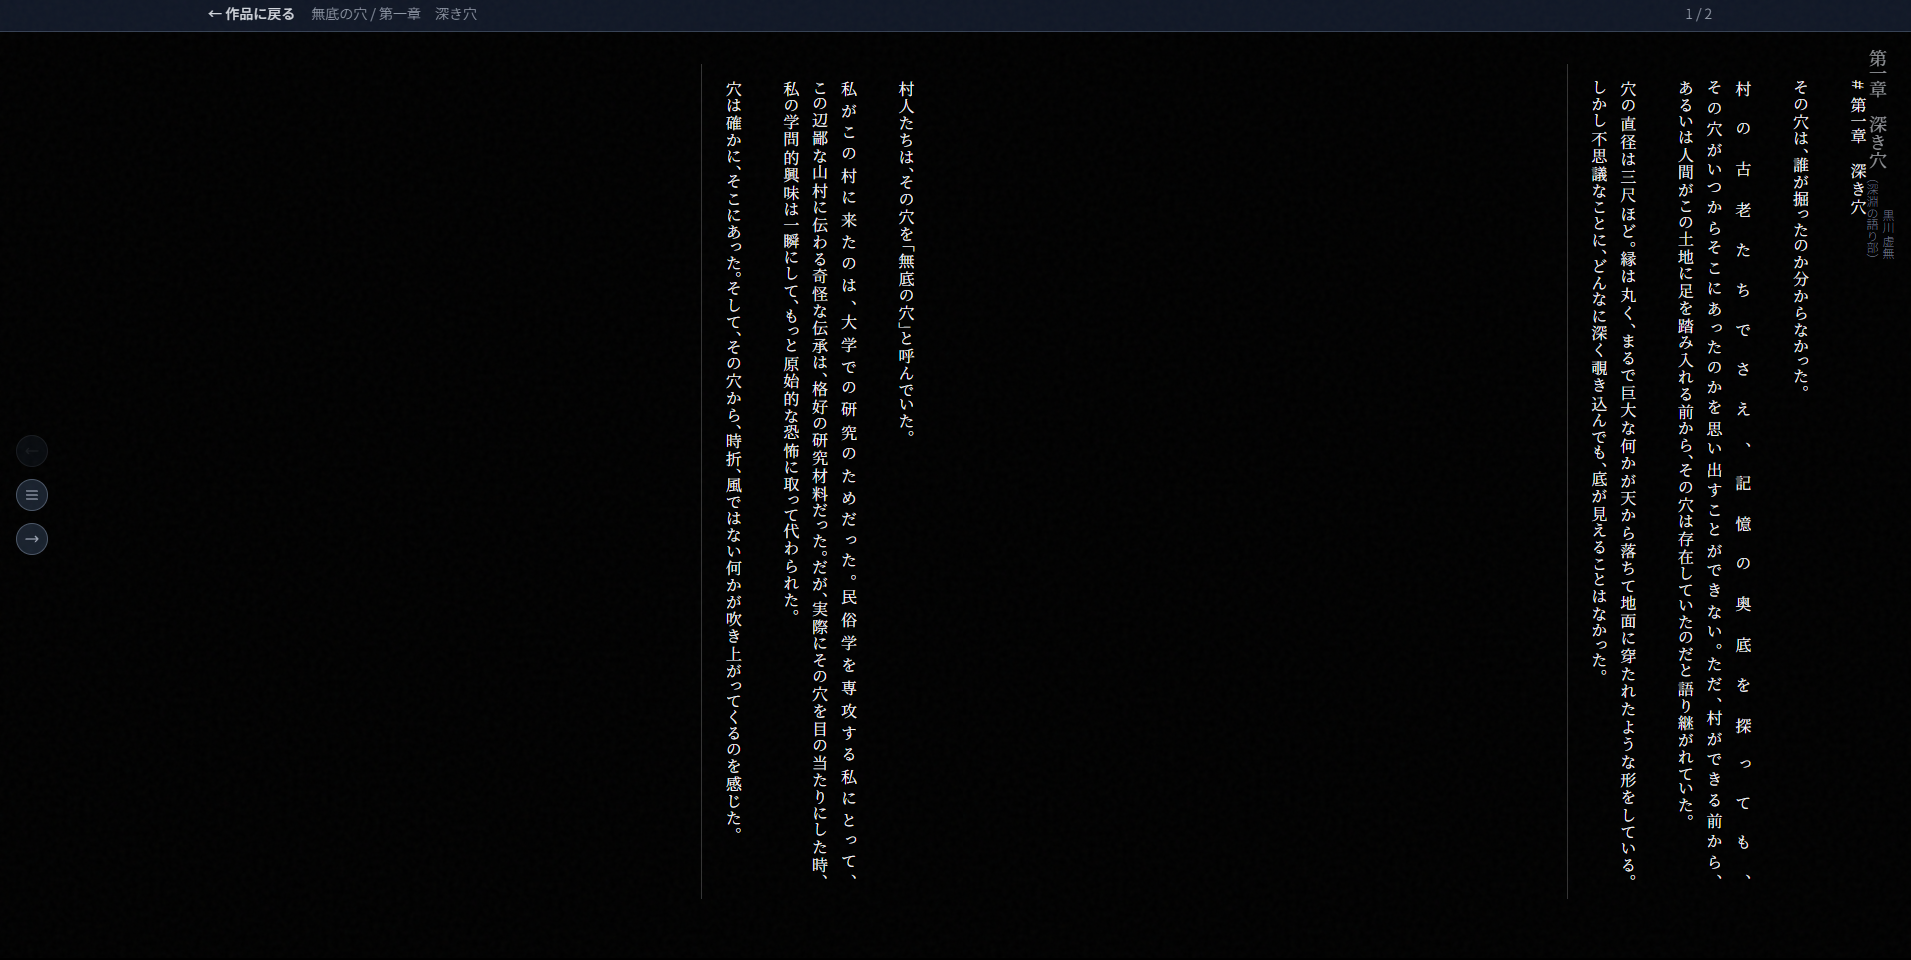 ← 作品に戻る 無底の穴 / 第一章　深き穴
1 / 2
第一章　深き穴
黒川 虚無
（深淵の語り部）
# 第一章　深き穴
その穴は、誰が掘ったのか分からなかった。
村の古老たちでさえ、記憶の奥底を探っても、
その穴がいつからそこにあったのかを思い出すことができない。ただ、村ができる前から、
あるいは人間がこの土地に足を踏み入れる前から、その穴は存在していたのだと語り継がれていた。
穴の直径は三尺ほど。縁は丸く、まるで巨大な何かが天から落ちて地面に穿たれたような形をしている。
しかし不思議なことに、どんなに深く覗き込んでも、底が見えることはなかった。
村人たちは、その穴を「無底の穴」と呼んでいた。
私がこの村に来たのは、大学での研究のためだった。民俗学を専攻する私にとって、
この辺鄙な山村に伝わる奇怪な伝承は、格好の研究材料だった。だが、実際にその穴を目の当たりにした時、
私の学問的興味は一瞬にして、もっと原始的な恐怖に取って代わられた。
穴は確かに、そこにあった。そして、その穴から、時折、風ではない何かが吹き上がってくるのを感じた。
←
→